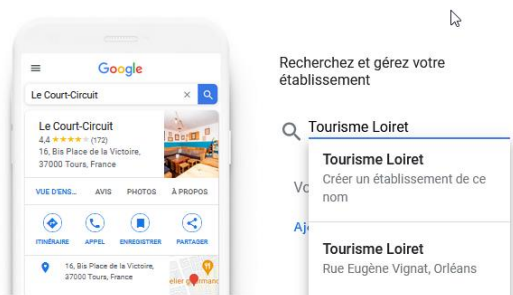 Google
Le Court-Circuit
Le Court-Circuit
4,4 (172)
16, Bis Place de la Victoire,
37000 Tours, France
VUE D'ENS... AVIS PHOTOS À PROPOS
ITINÉRAIRE APPEL ENREGISTRER PARTAGER
16, Bis Place de la Victoire,
37000 Tours, France
elier gourmand
Recherchez et gérez votre
établissement
Tourisme Loiret
Tourisme Loiret
Créer un établissement de ce
nom
Tourisme Loiret
Rue Eugène Vignat, Orléans